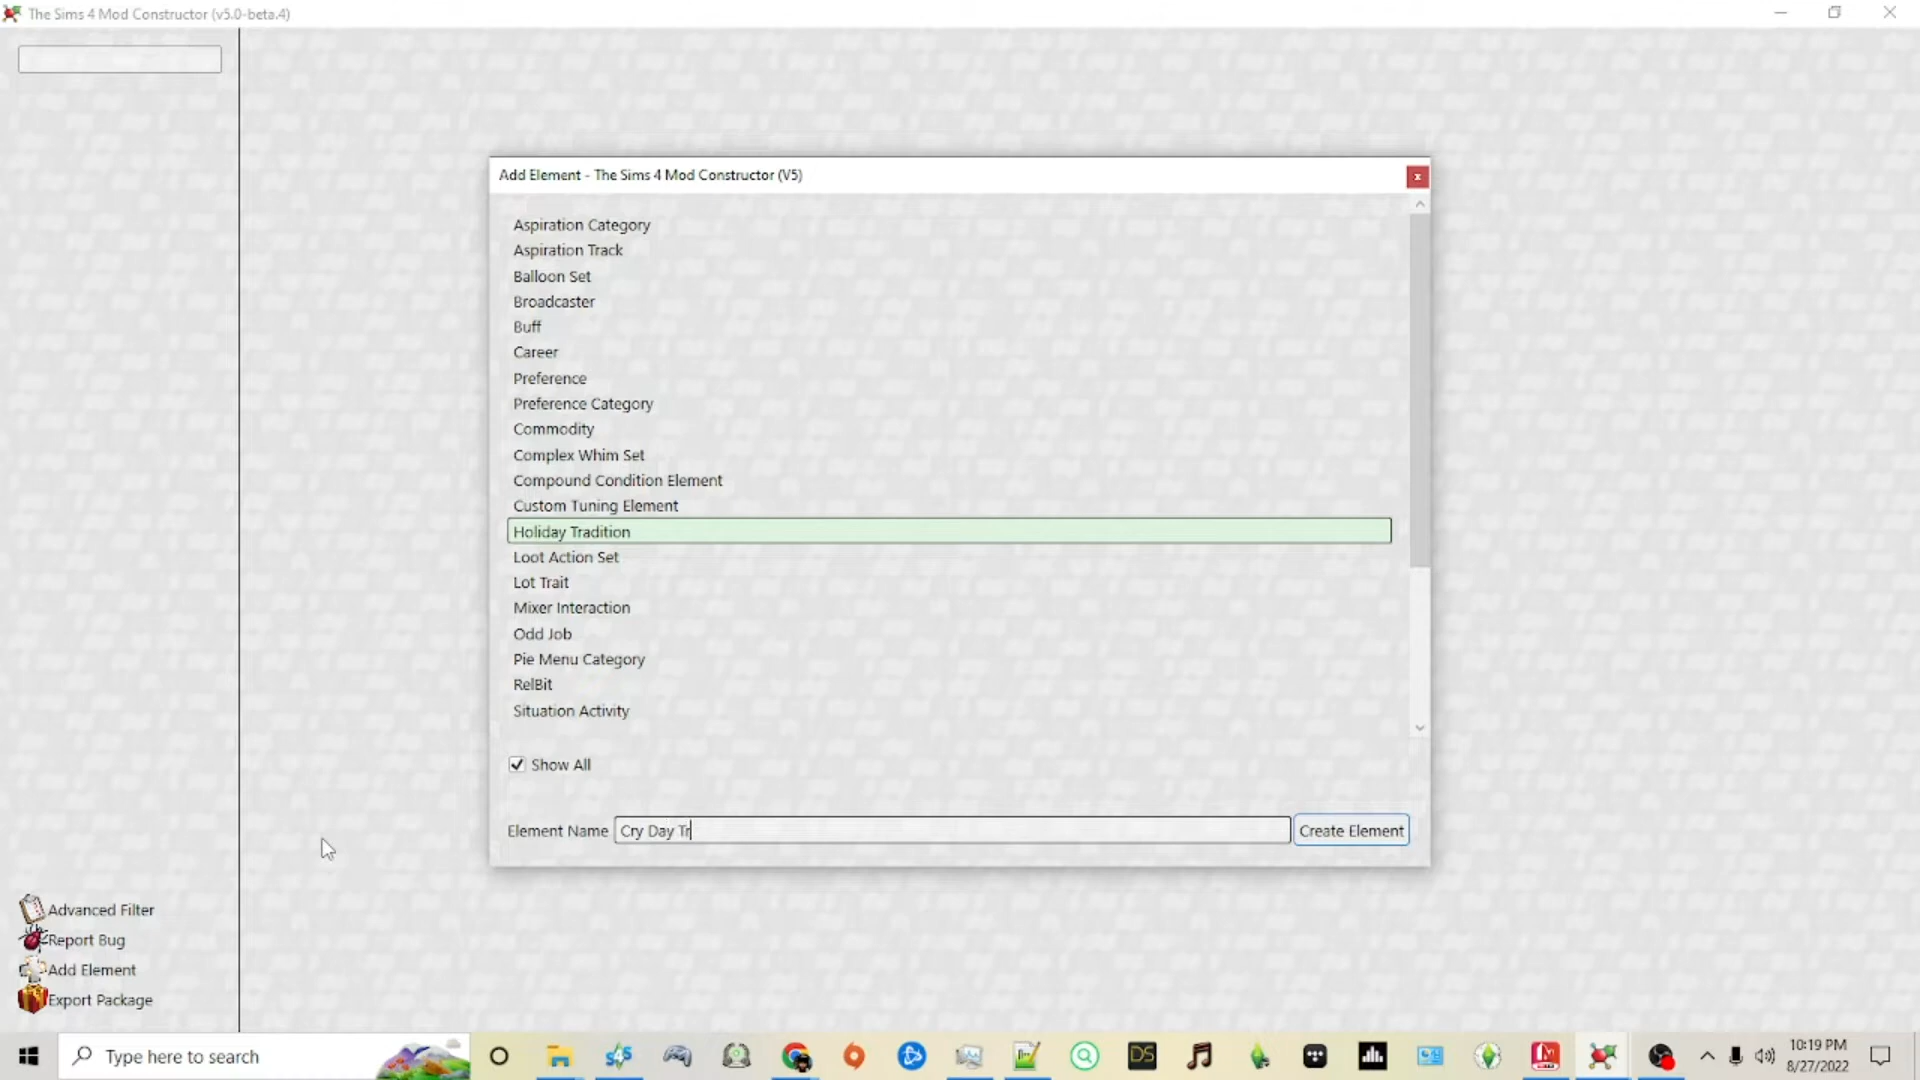 The Sims 4 Mod Constructor (v5.0-beta.4)
Add Element - The Sims 4 Mod Constructor (V5)
x
Aspiration Category
Aspiration Track
Balloon Set
Broadcaster
Buff
Career
Preference
Preference Category
Commodity
Complex Whim Set
Compound Condition Element
Custom Tuning Element
Holiday Tradition
Loot Action Set
Lot Trait
Mixer Interaction
Odd Job
Pie Menu Category
RelBit
Situation Activity
Show All
Element Name Cry Day Tr Create Element
Advanced Filter
Report Bug
Add Element
Export Package
Type here to search
S4S
DS
10:19 PM
8/27/2022